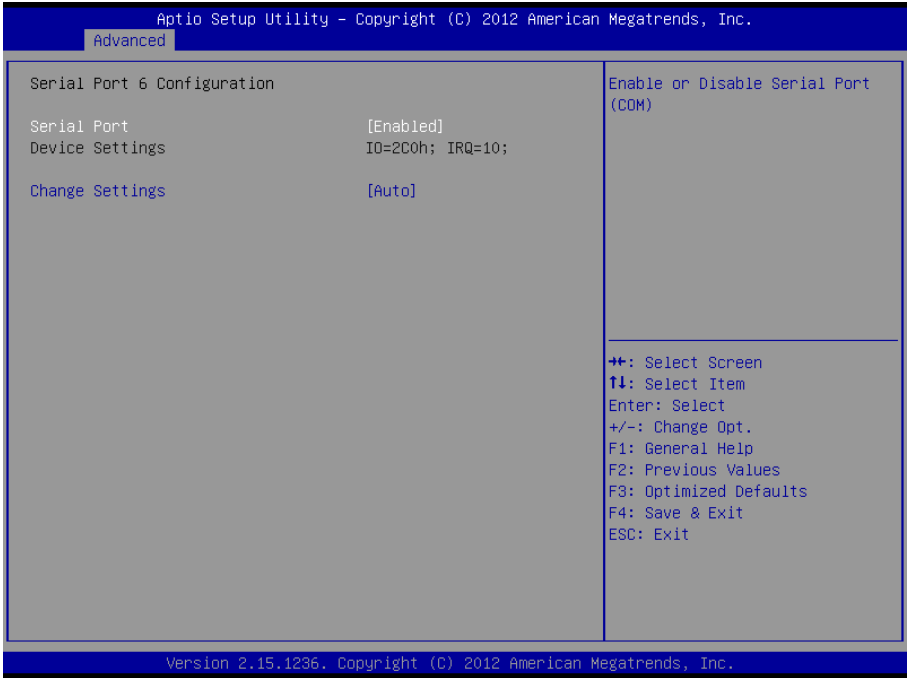 Aptio Setup Utility – Copyright (C) 2012 American Megatrends, Inc.
Advanced
Serial Port 6 Configuration
Serial Port [Enabled]
Device Settings IO=2C0h; IRQ=10;
Change Settings [Auto]
Enable or Disable Serial Port
(COM)
→←: Select Screen
↑↓: Select Item
Enter: Select
+/-: Change Opt.
F1: General Help
F2: Previous Values
F3: Optimized Defaults
F4: Save & Exit
ESC: Exit
Version 2.15.1236. Copyright (C) 2012 American Megatrends, Inc.